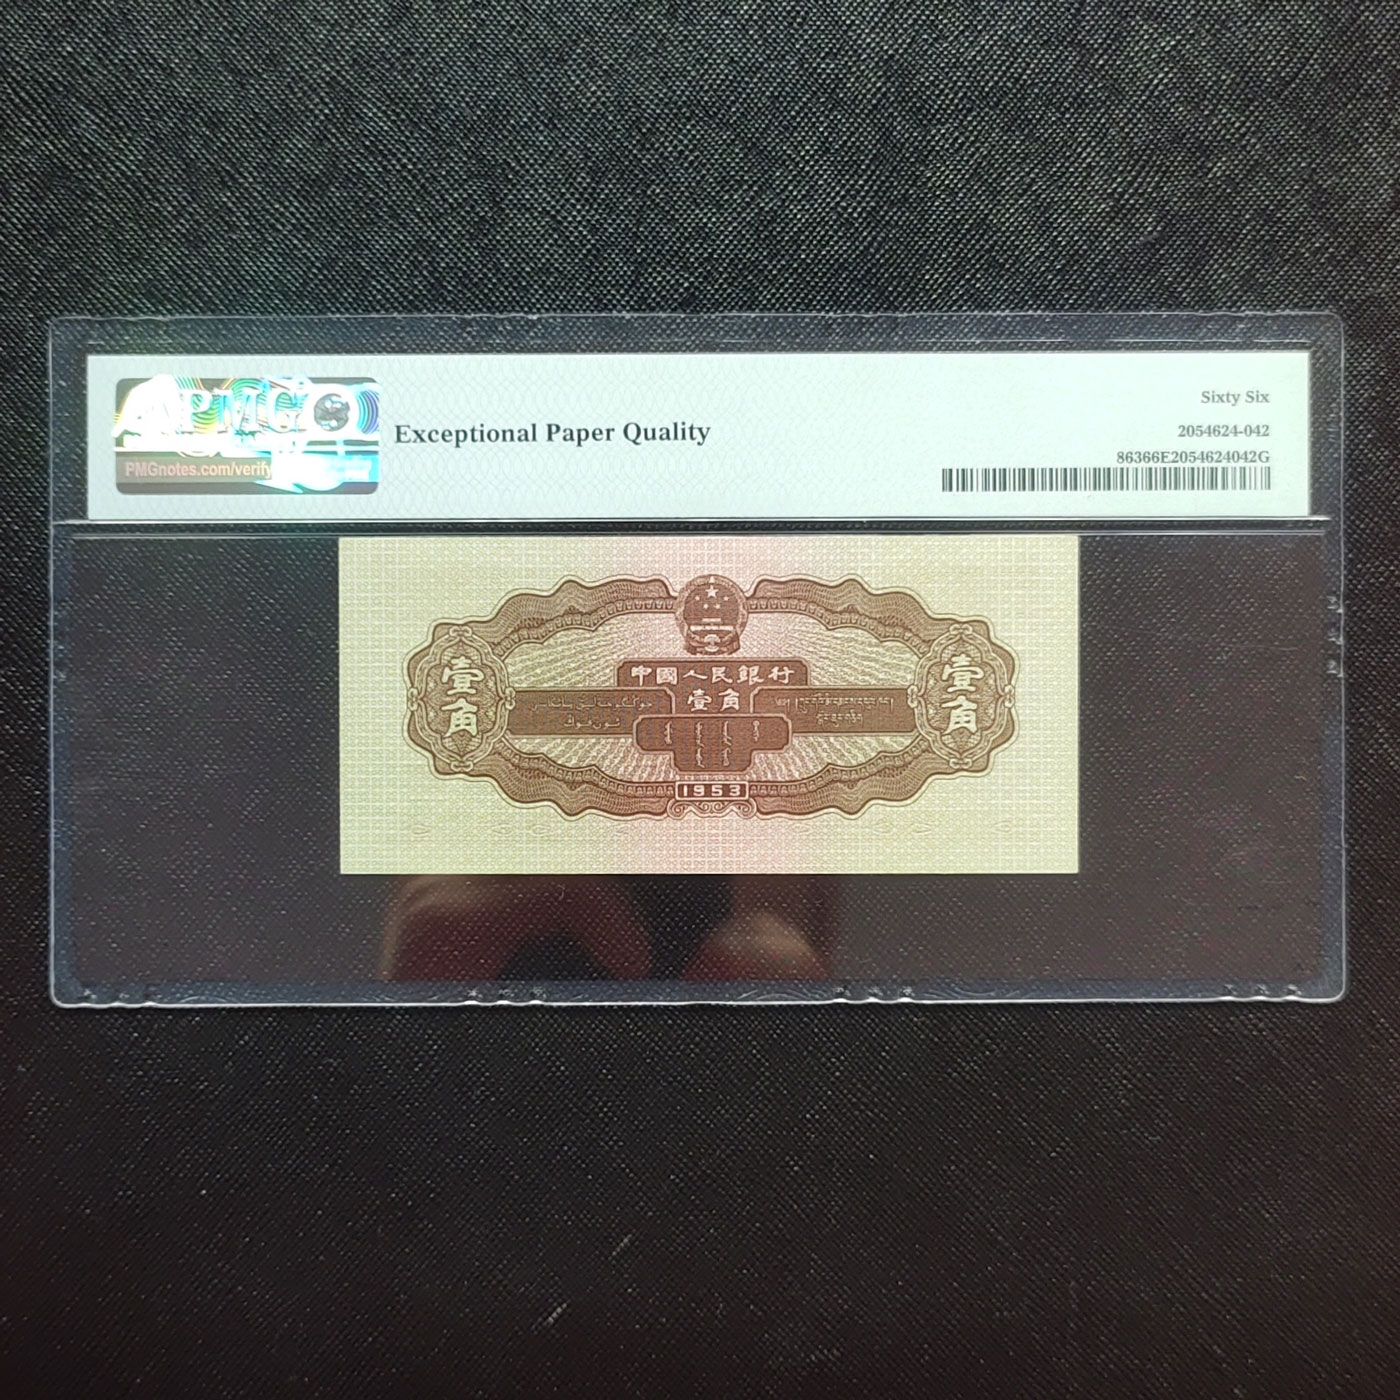 PMG
PMGnotes.com/verify
Exceptional Paper Quality
Sixty Six
2054624-042
86366E2054624042G
中國人民銀行
壹角
壹角
壹角
1953